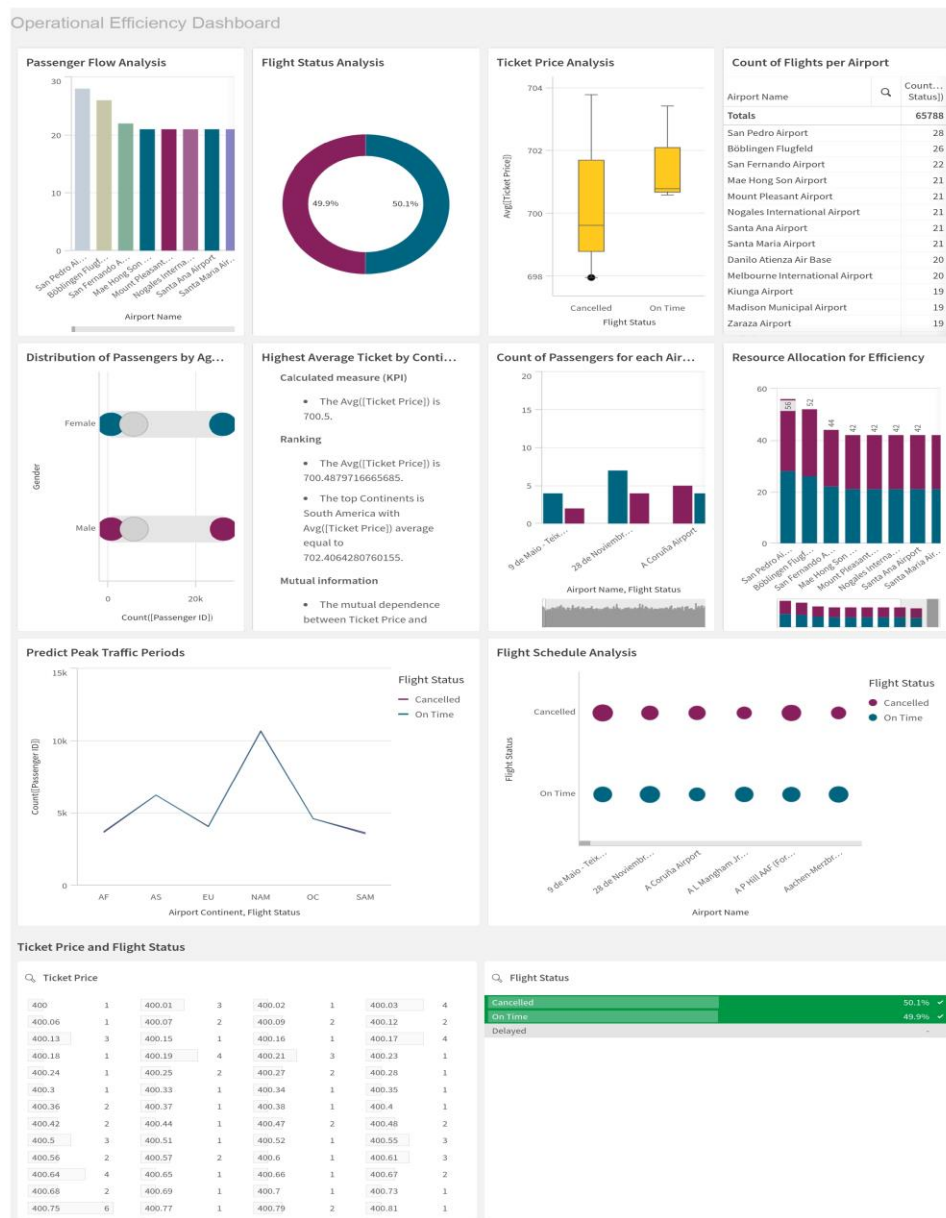 Operational Efficiency Dashboard
Passenger Flow Analysis
30
20
10
0
San Pedro Ai...
Böblingen Flugf...
San Fernando A...
Mae Hong Son ...
Mount Pleasant...
Nogales Interna...
Santa Ana Airport
Santa Maria Air...
Airport Name
Flight Status Analysis
49.9%
50.1%
Ticket Price Analysis
Avg([Ticket Price])
704
702
700
698
Cancelled
On Time
Flight Status
Count of Flights per Airport
Airport Name
Count...
Status])
Totals 65788
San Pedro Airport 28
Böblingen Flugfeld 26
San Fernando Airport 22
Mae Hong Son Airport 21
Mount Pleasant Airport 21
Nogales International Airport 21
Santa Ana Airport 21
Santa Maria Airport 21
Danilo Atienza Air Base 20
Melbourne International Airport 20
Kiunga Airport 19
Madison Municipal Airport 19
Zaraza Airport 19
Distribution of Passengers by Ag...
Gender
Female
Male
0 20k
Count([Passenger ID])
Highest Average Ticket by Conti...
Calculated measure (KPI)
• The Avg([Ticket Price]) is
700.5.
Ranking
• The Avg([Ticket Price]) is
700.4879716665685.
• The top Continents is
South America with
Avg([Ticket Price]) average
equal to
702.4064280760155.
Mutual information
• The mutual dependence
between Ticket Price and
Count of Passengers for each Air...
20
15
10
5
0
9 de Maio - Teix...
28 de Noviembr...
A Coruña Airport
Airport Name, Flight Status
Resource Allocation for Efficiency
60
40
20
0
56
52
44
42
42
42
42
San Pedro Ai...
Böblingen Flugf...
San Fernando A...
Mae Hong Son ...
Mount Pleasant...
Nogales Interna...
Santa Ana Airport
Santa Maria Air...
Predict Peak Traffic Periods
Count([Passenger ID])
15k
10k
5k
0
AF AS EU NAM OC SAM
Airport Continent, Flight Status
Flight Status
Cancelled
On Time
Flight Schedule Analysis
Flight Status
Cancelled
On Time
9 de Maio - Teix...
28 de Noviembr...
A Coruña Airport
A L Mangham Jr...
A P Hill AAF (For...
Aachen-Merzbr...
Airport Name
Flight Status
Cancelled
On Time
Ticket Price and Flight Status
Ticket Price
400 1 400.01 3 400.02 1 400.03 4
400.06 1 400.07 2 400.09 2 400.12 2
400.13 3 400.15 1 400.16 1 400.17 4
400.18 1 400.19 4 400.21 3 400.23 1
400.24 1 400.25 2 400.27 2 400.28 1
400.3 1 400.33 1 400.34 1 400.35 1
400.36 2 400.37 1 400.38 1 400.4 1
400.42 2 400.44 1 400.47 2 400.48 2
400.5 3 400.51 1 400.52 1 400.55 3
400.56 2 400.57 2 400.6 1 400.61 3
400.64 4 400.65 1 400.66 1 400.67 2
400.68 2 400.69 1 400.7 1 400.73 1
400.75 6 400.77 1 400.79 2 400.81 1
Flight Status
Cancelled 50.1%
On Time 49.9%
Delayed -